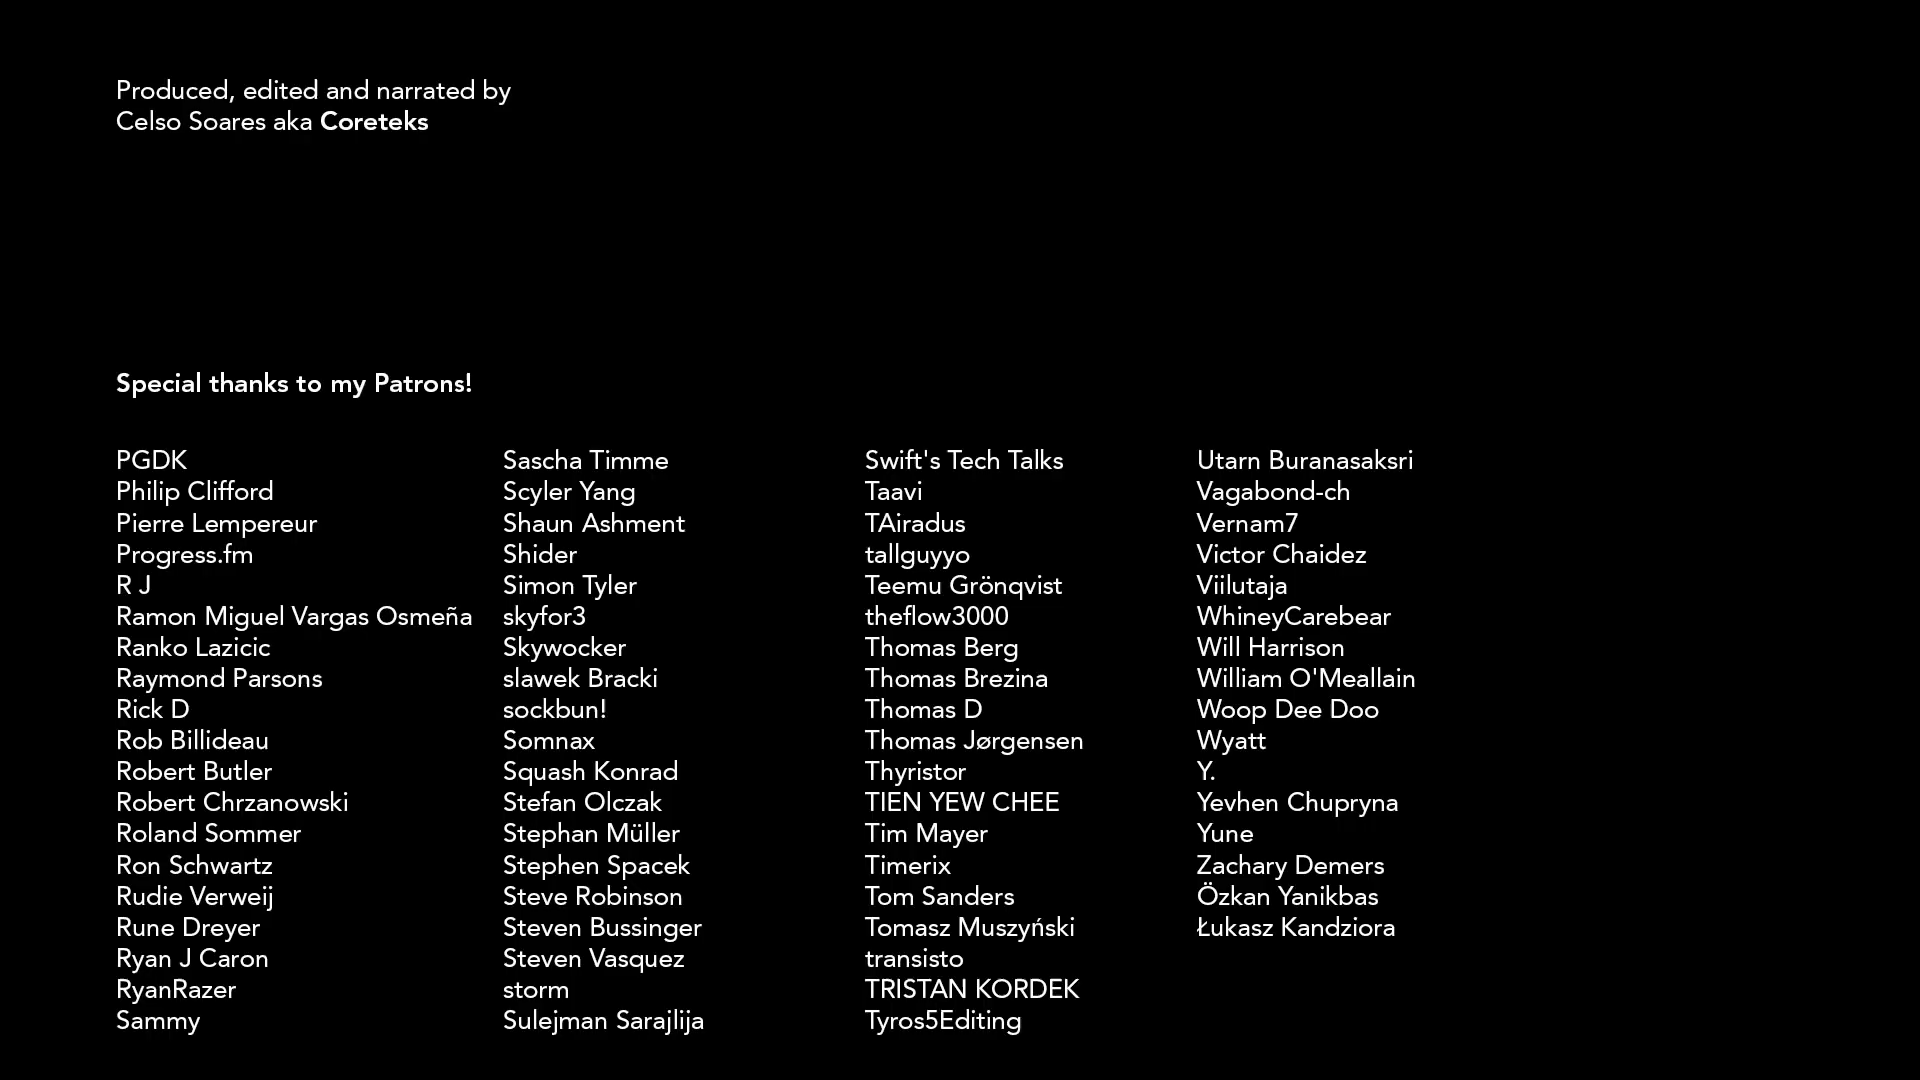 Produced, edited and narrated by
Celso Soares aka Coreteks
Special thanks to my Patrons!
PGDK
Philip Clifford
Pierre Lempereur
Progress.fm
R J
Ramon Miguel Vargas Osmeña
Ranko Lazicic
Raymond Parsons
Rick D
Rob Billideau
Robert Butler
Robert Chrzanowski
Roland Sommer
Ron Schwartz
Rudie Verweij
Rune Dreyer
Ryan J Caron
RyanRazer
Sammy
Sascha Timme
Scyler Yang
Shaun Ashment
Shider
Simon Tyler
skyfor3
Skywocker
slawek Bracki
sockbun!
Somnax
Squash Konrad
Stefan Olczak
Stephan Müller
Stephen Spacek
Steve Robinson
Steven Bussinger
Steven Vasquez
storm
Sulejman Sarajlija
Swift's Tech Talks
Taavi
TAiradus
tallguyyo
Teemu Grönqvist
theflow3000
Thomas Berg
Thomas Brezina
Thomas D
Thomas Jørgensen
Thyristor
TIEN YEW CHEE
Tim Mayer
Timerix
Tom Sanders
Tomasz Muszyński
transisto
TRISTAN KORDEK
Tyros5Editing
Utarn Buranasaksri
Vagabond-ch
Vernam7
Victor Chaidez
Viilutaja
WhineyCarebear
Will Harrison
William O'Meallain
Woop Dee Doo
Wyatt
Y.
Yevhen Chupryna
Yune
Zachary Demers
Özkan Yanikbas
Łukasz Kandziora